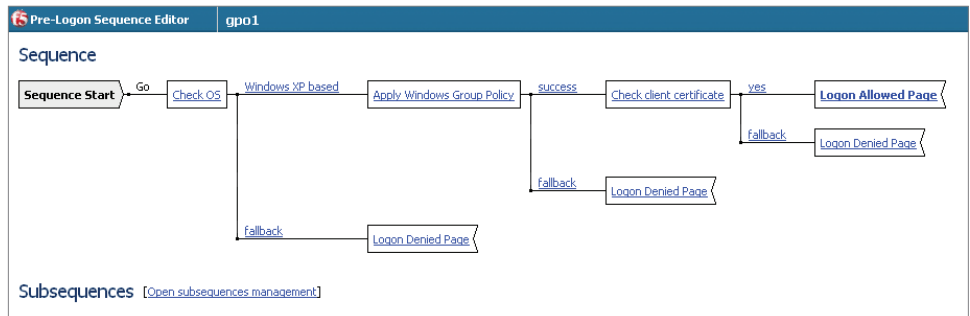 Pre-Logon Sequence Editor gpo1
Sequence
Sequence Start Go Check OS Windows XP based Apply Windows Group Policy success Check client certificate yes Logon Allowed Page
fallback Logon Denied Page
fallback Logon Denied Page
fallback Logon Denied Page
Subsequences [Open subsequences management]